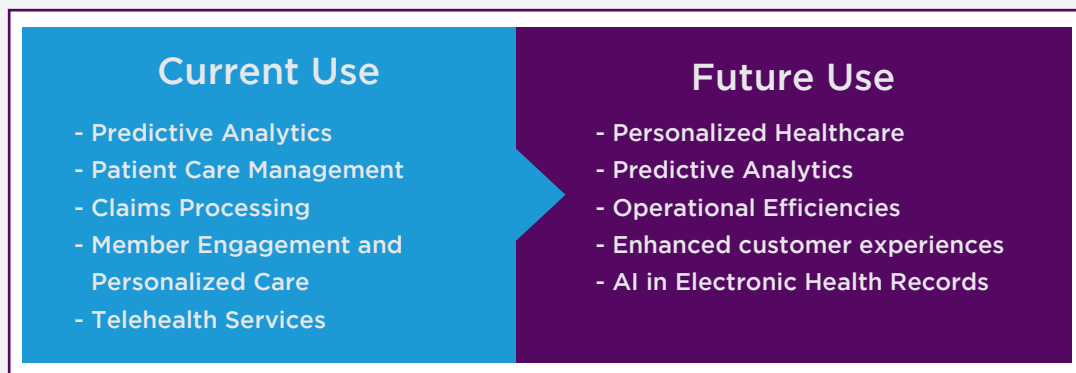 Current Use
- Predictive Analytics
- Patient Care Management
- Claims Processing
- Member Engagement and
Personalized Care
- Telehealth Services
Future Use
- Personalized Healthcare
- Predictive Analytics
- Operational Efficiencies
- Enhanced customer experiences
- AI in Electronic Health Records